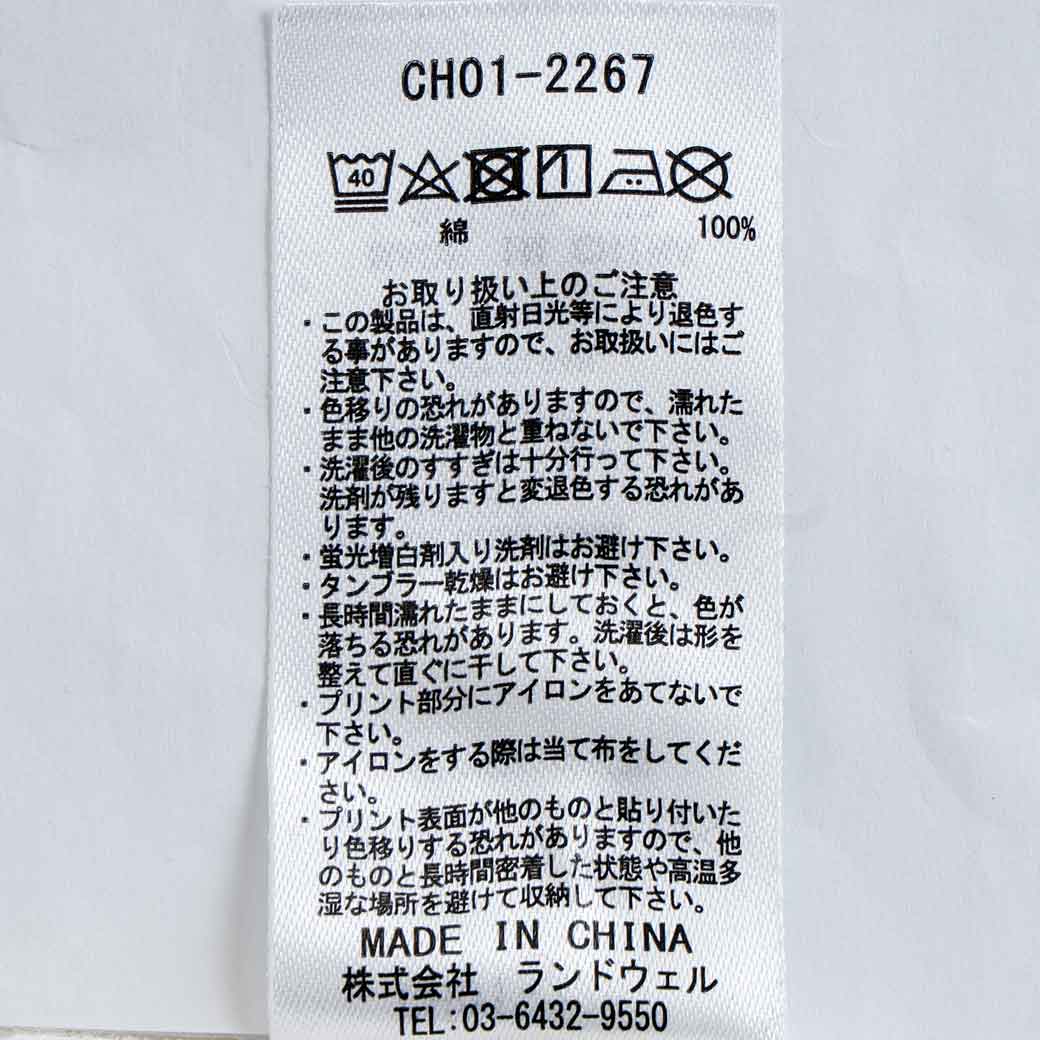 CH01-2267
40
綿 100%
お取り扱い上のご注意
・この製品は、直射日光等により退色す
る事がありますので、お取扱いにはご
注意下さい。
・色移りの恐れがありますので、濡れた
まま他の洗濯物と重ねないで下さい。
・洗濯後のすすぎは十分行って下さい。
洗剤が残りますと変退色する恐れがあ
ります。
・蛍光増白剤入り洗剤はお避け下さい。
・タンブラー乾燥はお避け下さい。
・長時間濡れたままにしておくと、色が
落ちる恐れがあります。洗濯後は形を
整えて直ぐに干して下さい。
・プリント部分にアイロンをあてないで
下さい。
・アイロンをする際は当て布をしてくだ
さい。
・プリント表面が他のものと貼り付いた
り色移りする恐れがありますので、他
のものと長時間密着した状態や高温多
湿な場所を避けて収納して下さい。
MADE IN CHINA
株式会社 ランドウェル
TEL:03-6432-9550